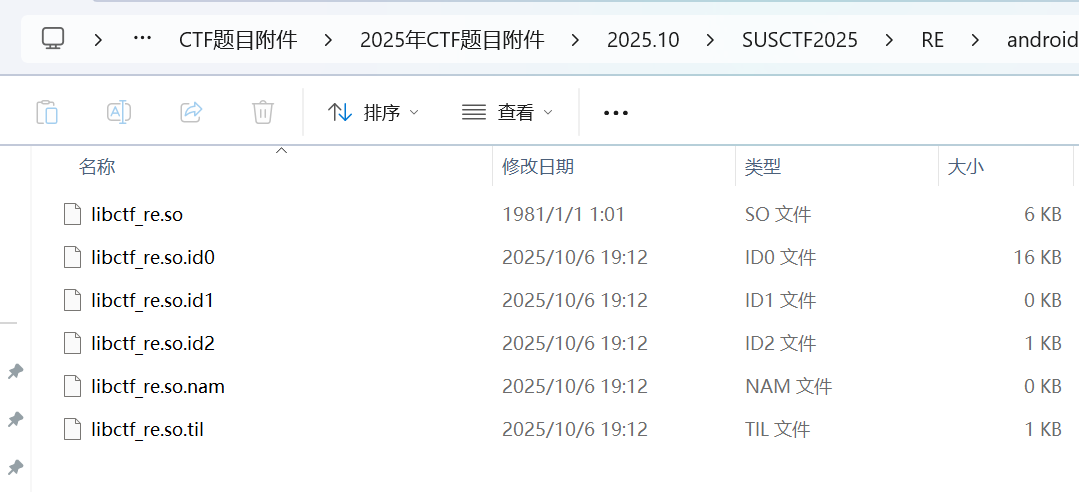 CTF题目附件 2025年CTF题目附件 2025.10 SUSCTF2025 RE android
排序 查看
名称 修改日期 类型 大小
libctf_re.so 1981/1/1 1:01 SO 文件 6 KB
libctf_re.so.id0 2025/10/6 19:12 ID0 文件 16 KB
libctf_re.so.id1 2025/10/6 19:12 ID1 文件 0 KB
libctf_re.so.id2 2025/10/6 19:12 ID2 文件 1 KB
libctf_re.so.nam 2025/10/6 19:12 NAM 文件 0 KB
libctf_re.so.til 2025/10/6 19:12 TIL 文件 1 KB